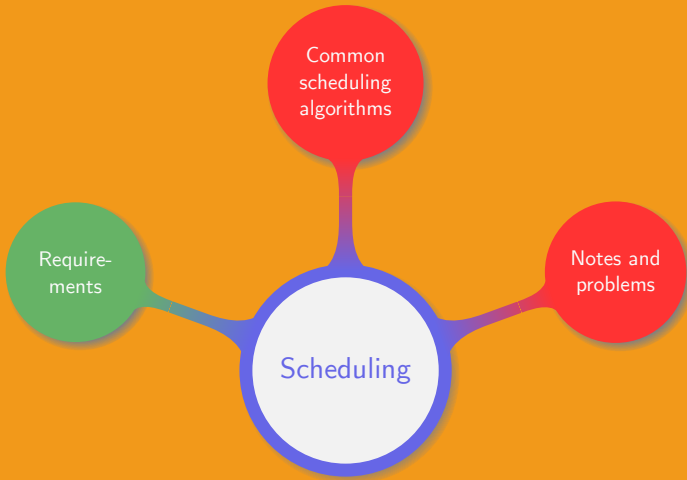 Common
scheduling
algorithms
Require-
ments
Notes and
problems
Scheduling